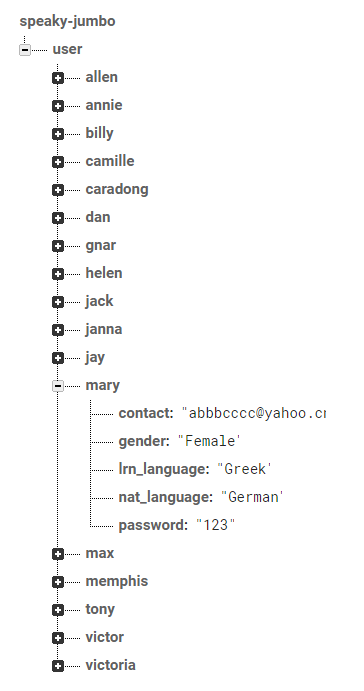 speaky-jumbo
user
allen
annie
billy
camille
caradong
dan
gnar
helen
jack
janna
jay
mary
contact: "abbbcccc@yahoo.cr
gender: "Female"
lrn_language: "Greek"
nat_language: "German"
password: "123"
max
memphis
tony
victor
victoria